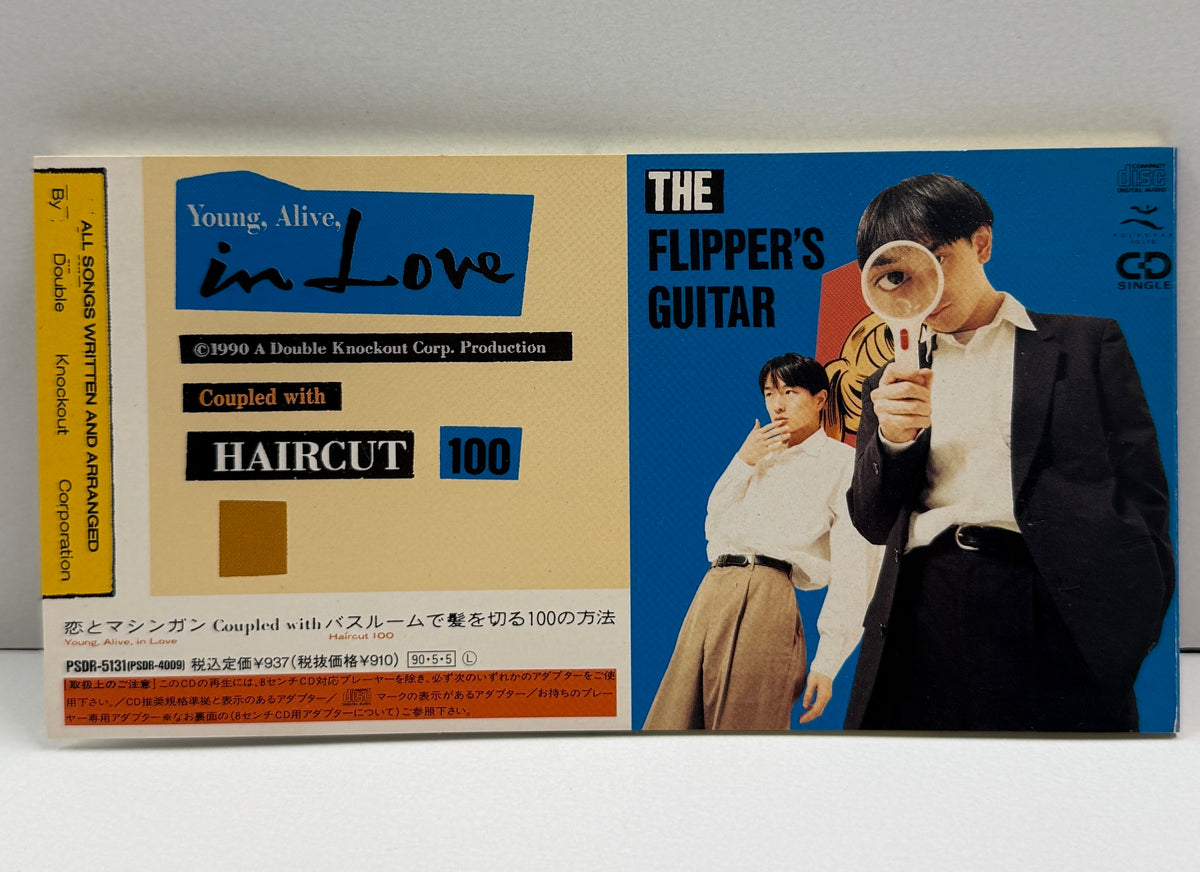 ALL SONGS WRITTEN AND ARRANGED
By Double Knockout Corporation
Young, Alive,
in Love
©1990 A Double Knockout Corp. Production
Coupled with
HAIRCUT 100
恋とマシンガン Coupled with バスルームで髪を切る100の方法
Young, Alive, in Love Haircut 100
PSDR-5131(PSDR-4009) 税込定価¥937(税抜価格¥910) 90・5・5 Ⓛ
[取扱上のご注意]このCDの再生には、8センチCD対応プレーヤーを除き、必ず次のいずれかのアダプターをご使
用下さい。/CD推奨規格準拠と表示のあるアダプター/ COMPACT disc DIGITAL AUDIO マークの表示があるアダプター/お持ちのプレー
ヤー専用アダプター※なお裏面の(8センチCD用アダプターについて)ご参照下さい。
THE
FLIPPER'S
GUITAR
COMPACT
disc
DIGITAL AUDIO
POLYSTAR
CO.,LTD.
CD
SINGLE